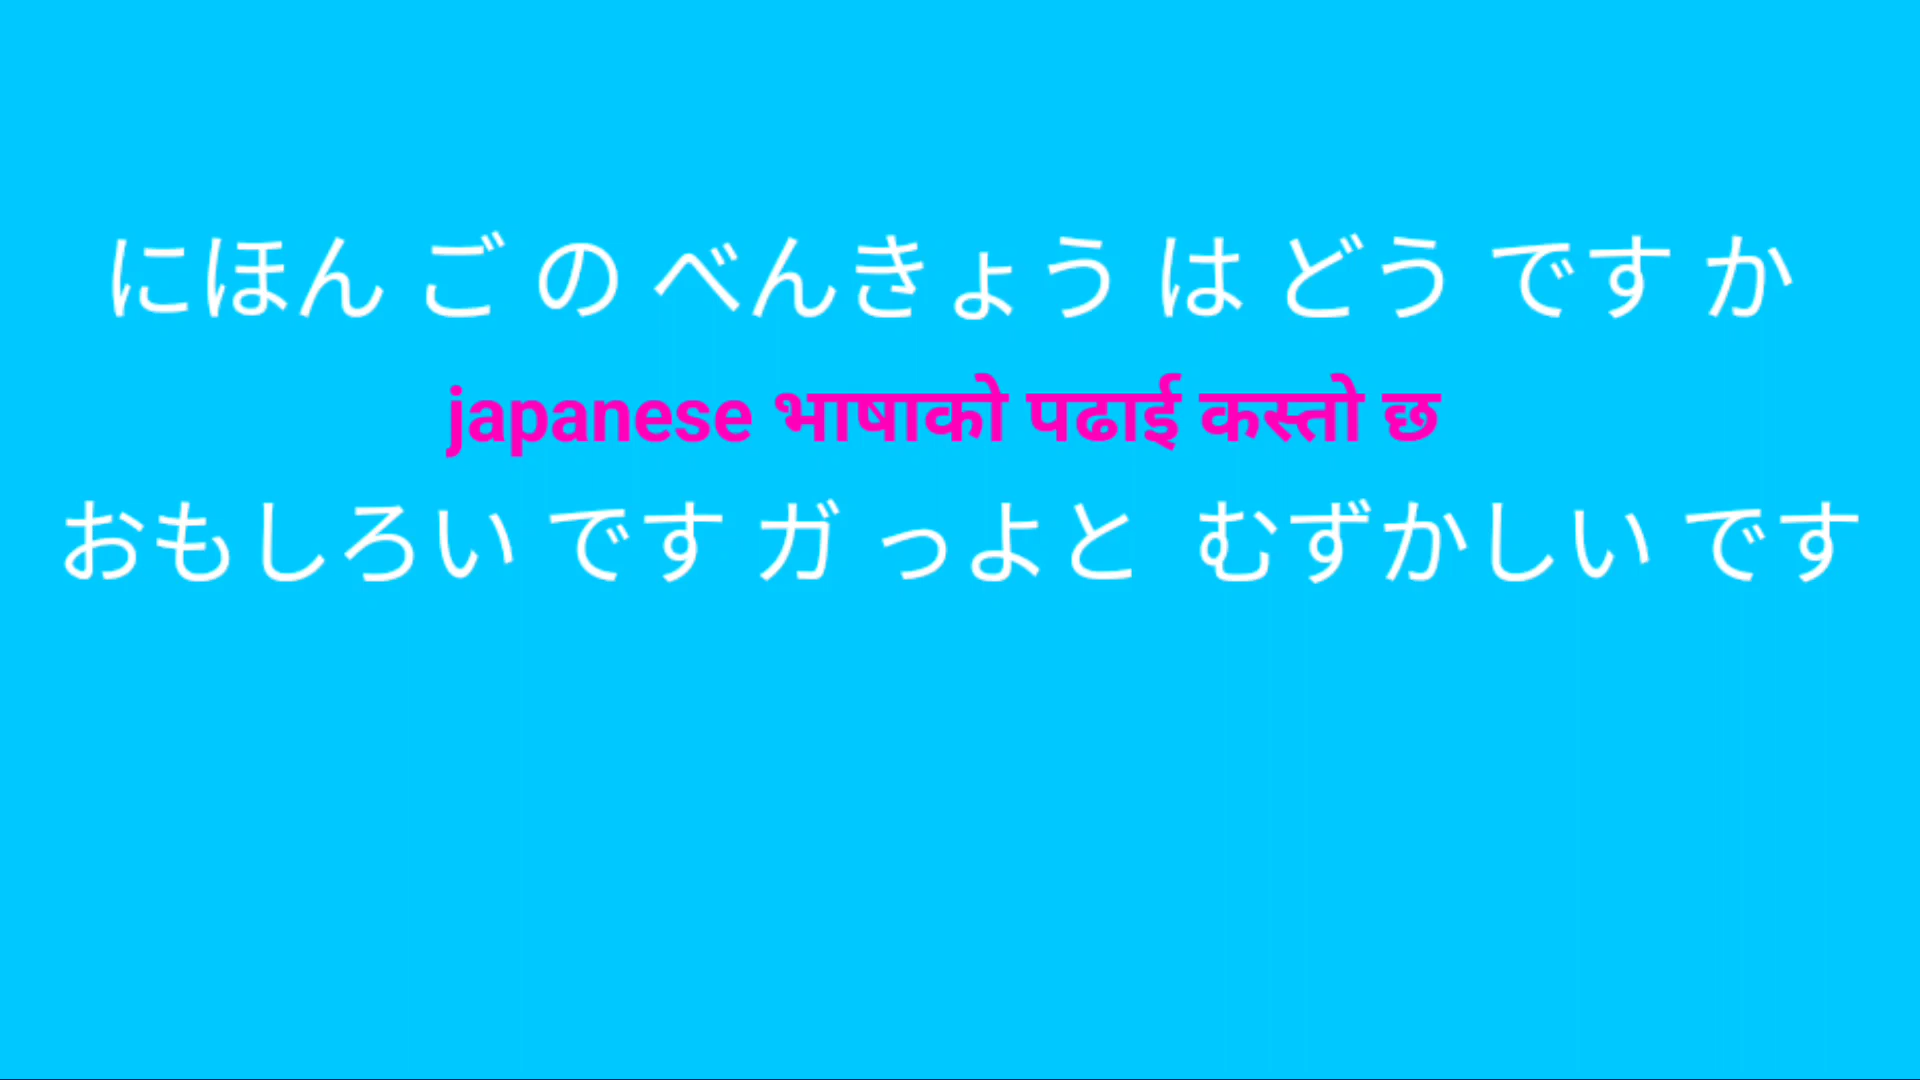 にほん ご の べんきょう は どう です か
japanese भाषाको पढाई कस्तो छ
おもしろい です ガ っよと むずかしい です